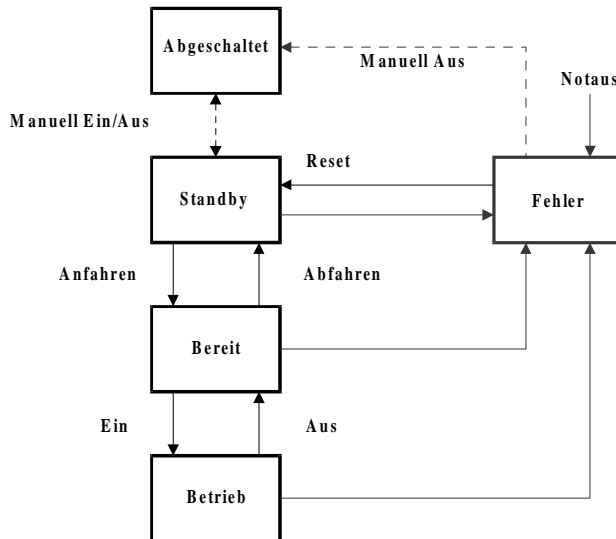 Abgeschaltet
Manuell Aus
Notaus
Manuell Ein/Aus
Reset
Standby
Fehler
Anfahren
Abfahren
Bereit
Ein
Aus
Betrieb